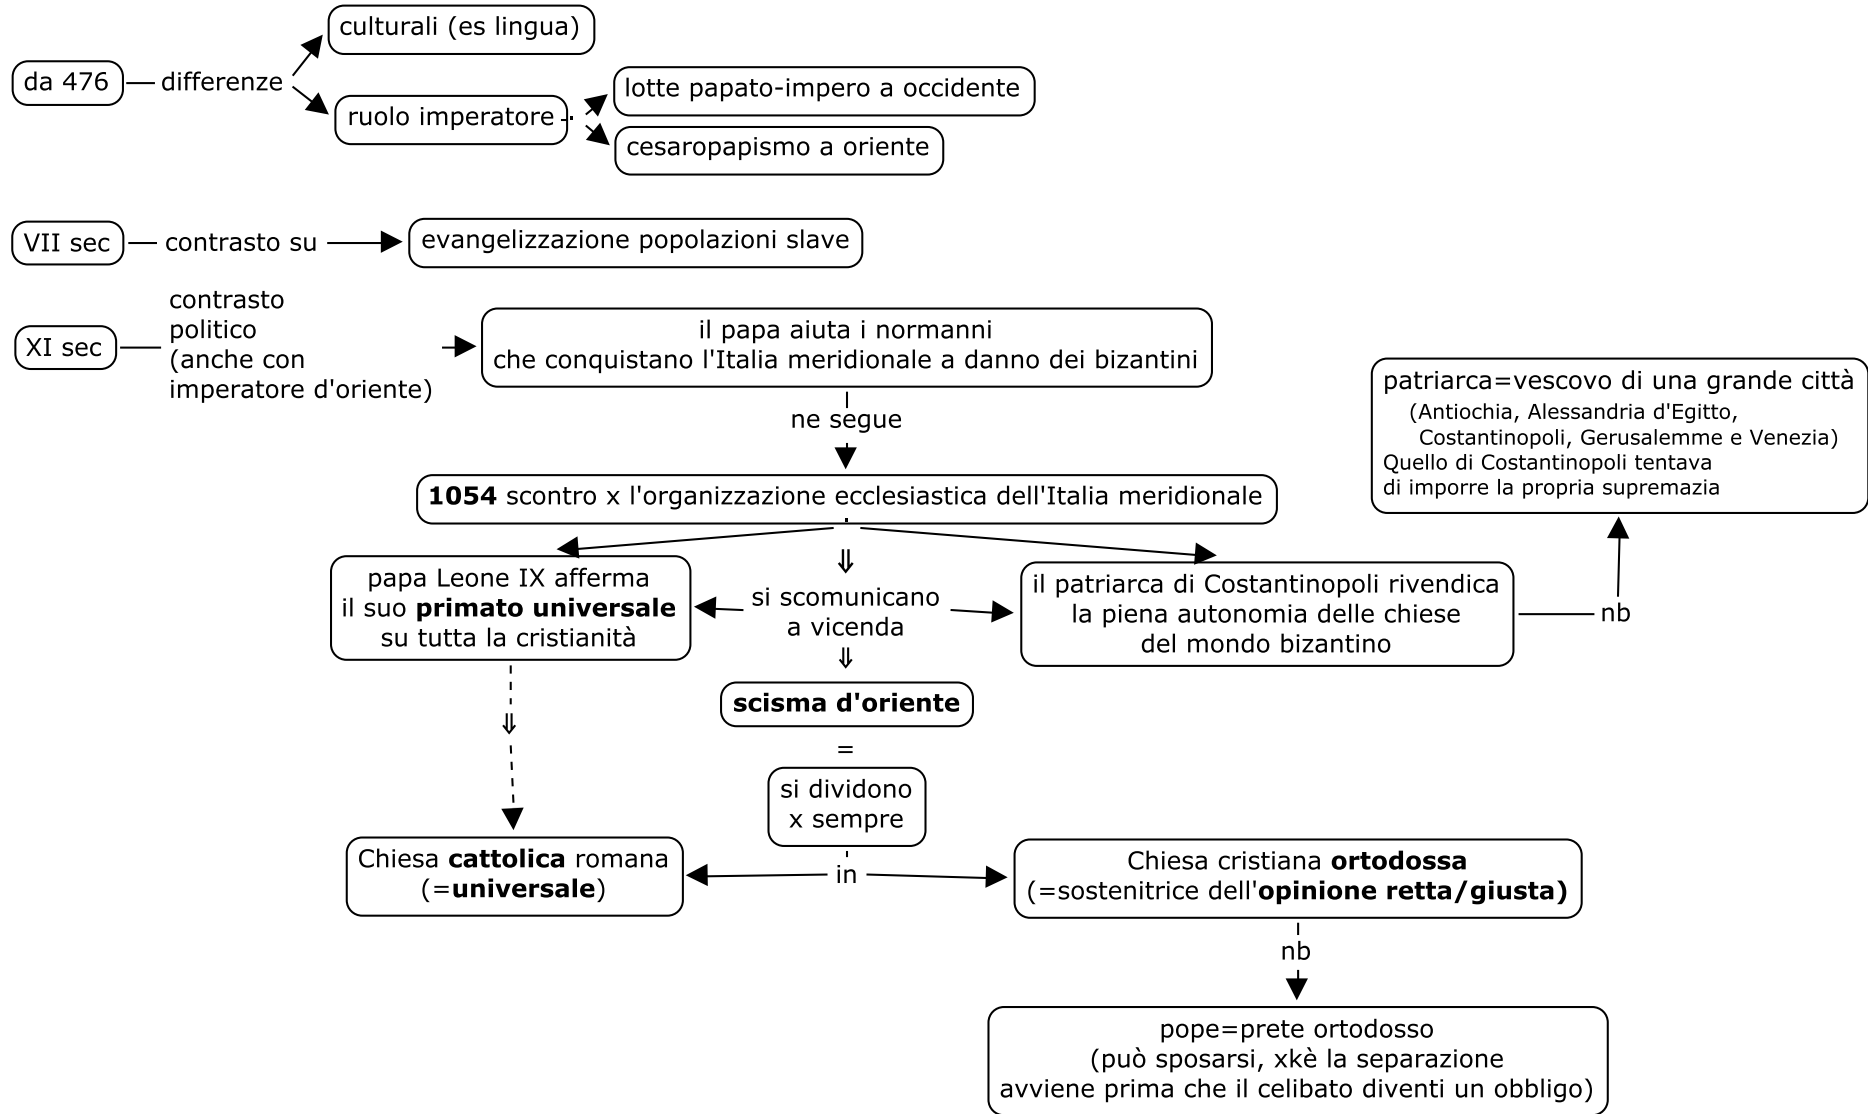 culturali (es lingua)
da 476
differenze
ruolo imperatore
lotte papato-impero a occidente
cesaropapismo a oriente
VII sec
contrasto su
evangelizzazione popolazioni slave
XI sec
contrasto
politico
(anche con
imperatore d'oriente)
il papa aiuta i normanni
che conquistano l'Italia meridionale a danno dei bizantini
ne segue
patriarca=vescovo di una grande città
(Antiochia, Alessandria d'Egitto,
Costantinopoli, Gerusalemme e Venezia)
Quello di Costantinopoli tentava
di imporre la propria supremazia
1054 scontro x l'organizzazione ecclesiastica dell'Italia meridionale
⇓
papa Leone IX afferma
il suo primato universale
su tutta la cristianità
si scomunicano
a vicenda
il patriarca di Costantinopoli rivendica
la piena autonomia delle chiese
del mondo bizantino
nb
⇓
scisma d'oriente
⇓
=
si dividono
x sempre
in
Chiesa cattolica romana
(=universale)
Chiesa cristiana ortodossa
(=sostenitrice dell'opinione retta/giusta)
nb
pope=prete ortodosso
(può sposarsi, xkè la separazione
avviene prima che il celibato diventi un obbligo)